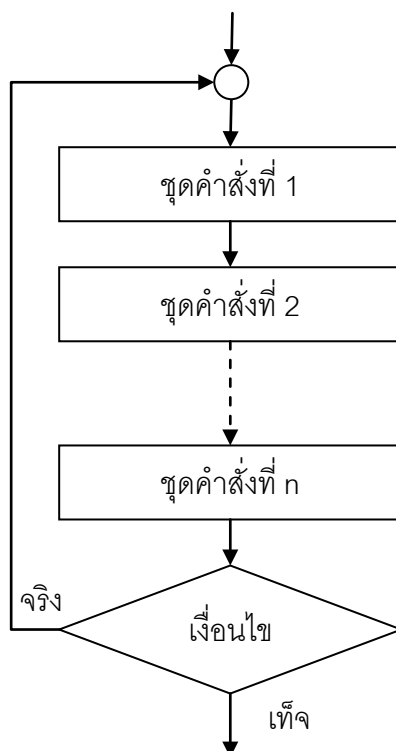 ชุดคำสั่งที่ 1
ชุดคำสั่งที่ 2
ชุดคำสั่งที่ n
จริง
เงื่อนไข
เท็จ